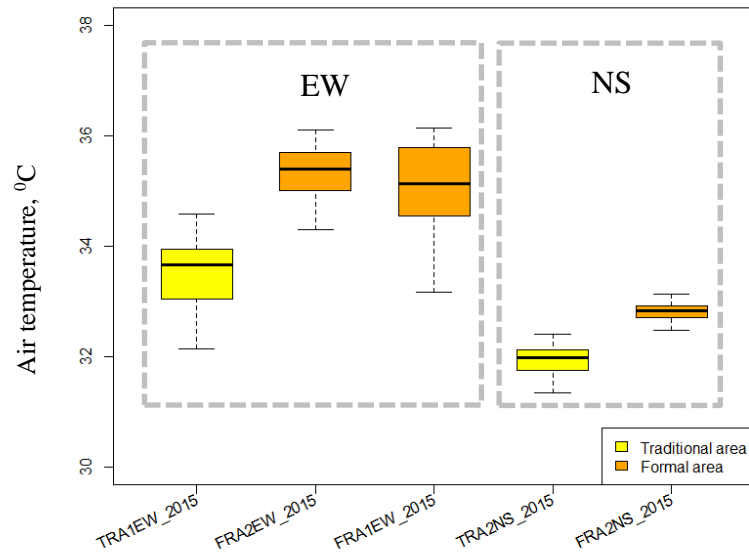 38
36
34
32
30
Air temperature, ⁰C
EW
NS
Traditional area
Formal area
TRA1EW_2015
FRA2EW_2015
FRA1EW_2015
TRA2NS_2015
FRA2NS_2015